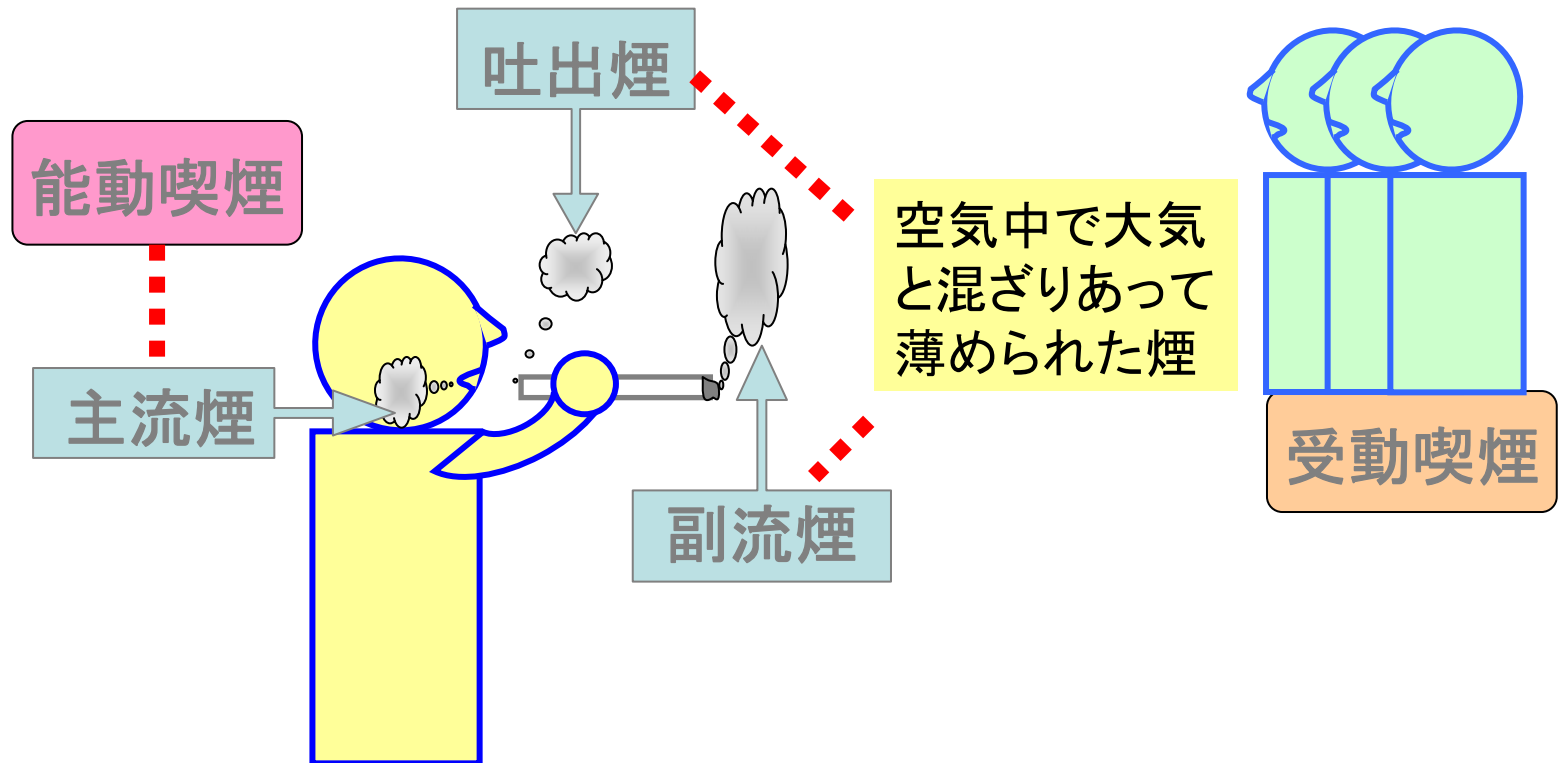 吐出煙
能動喫煙
空気中で大気
と混ざりあって
薄められた煙
主流煙
受動喫煙
副流煙